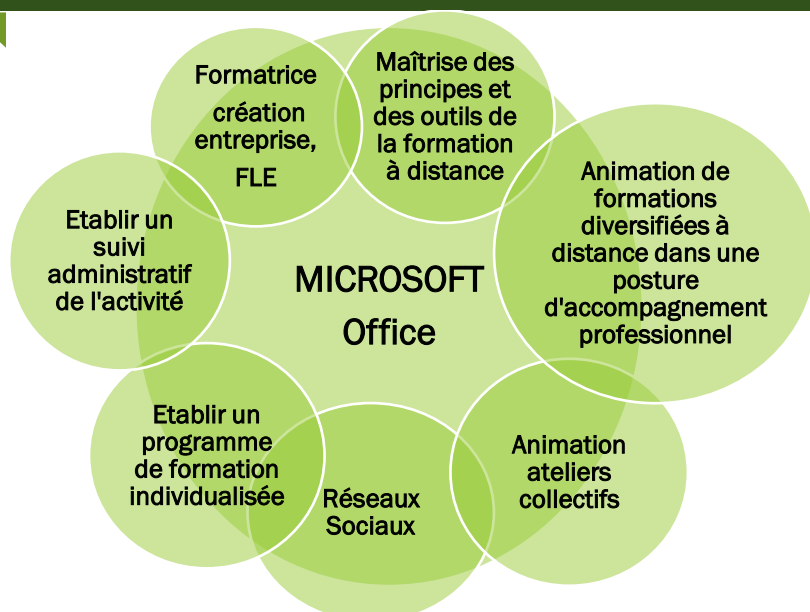 Formatrice
création
entreprise,
FLE
Maîtrise des
principes et
des outils de
la formation
à distance
Animation de
formations
diversifiées à
distance dans une
posture
d'accompagnement
professionnel
Etablir un
suivi
administratif
de l'activité
MICROSOFT
Office
Etablir un
programme
de formation
individualisée
Réseaux
Sociaux
Animation
ateliers
collectifs